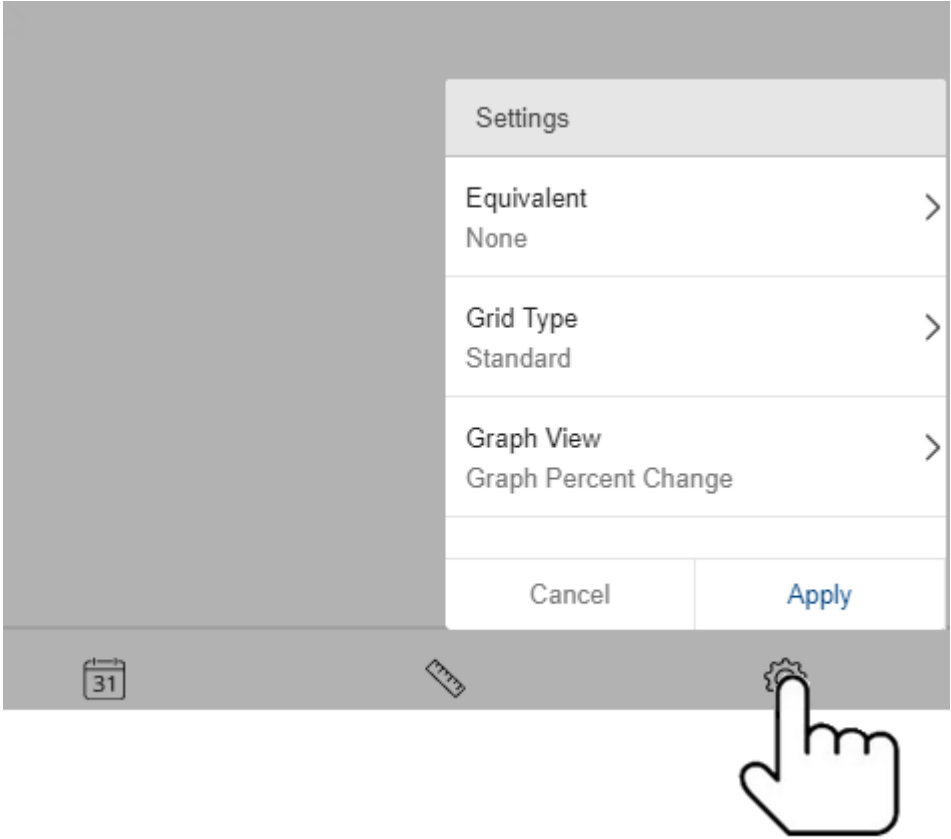 Settings
Equivalent
None
Grid Type
Standard
Graph View
Graph Percent Change
Cancel
Apply
31